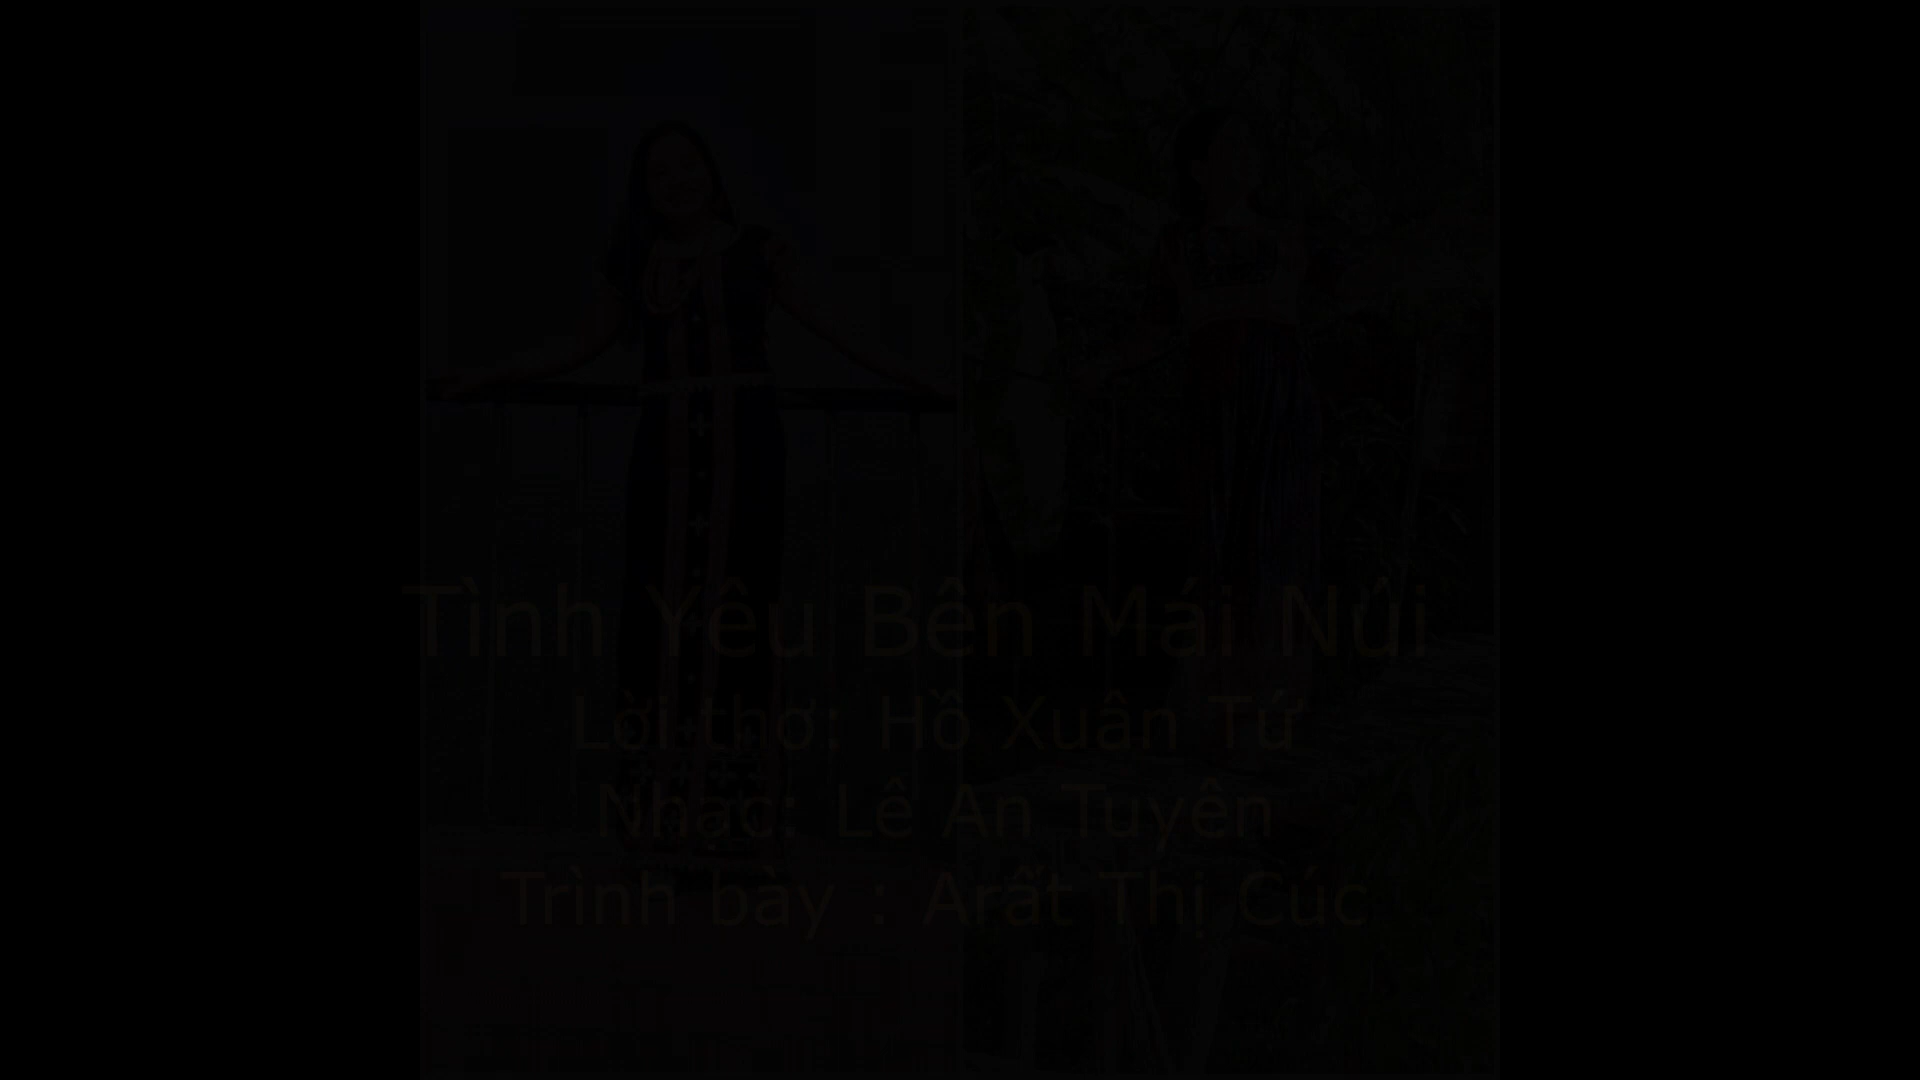 Tình Yêu Bên Mái Núi
Lời thơ: Hồ Xuân Tứ
Nhạc: Lê An Tuyên
Trình bày : Arất Thị Cúc